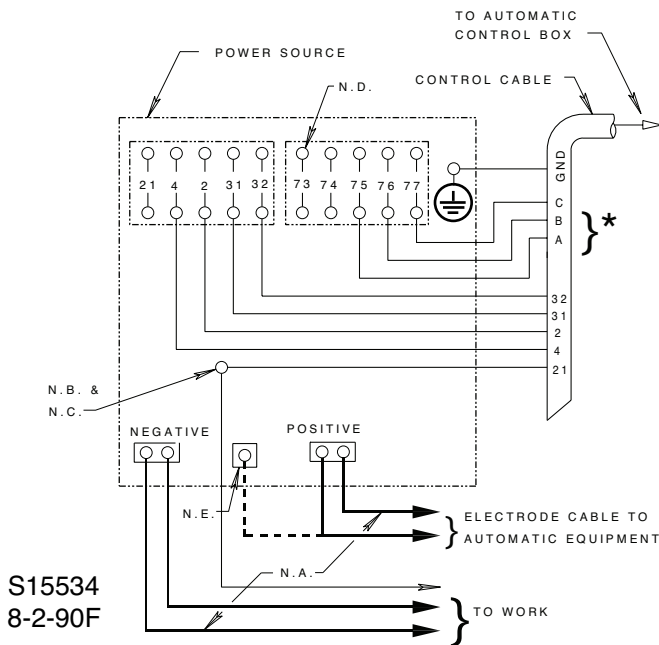 TO AUTOMATIC
CONTROL BOX
POWER SOURCE
CONTROL CABLE
N.D.
21 4 2 31 32 73 74 75 76 77
GND
C
B
A
}*
32
31
2
4
21
N.B. &
N.C.
NEGATIVE
POSITIVE
N.E.
ELECTRODE CABLE TO
AUTOMATIC EQUIPMENT
N.A.
TO WORK
S15534
8-2-90F